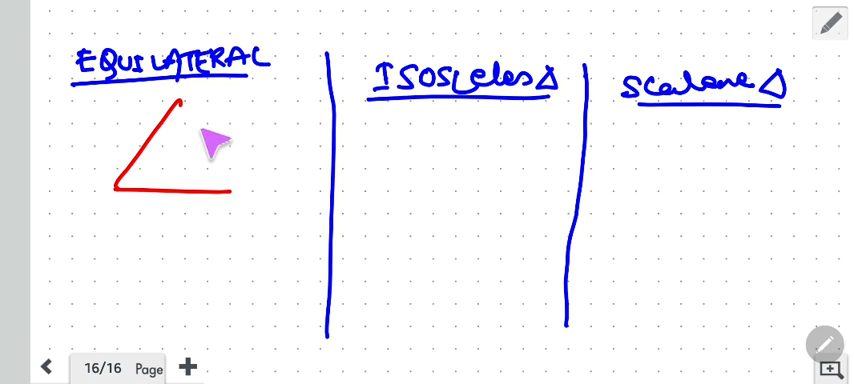 EQUILATERAL
ISOSceles Δ
Scalene Δ
16/16 Page